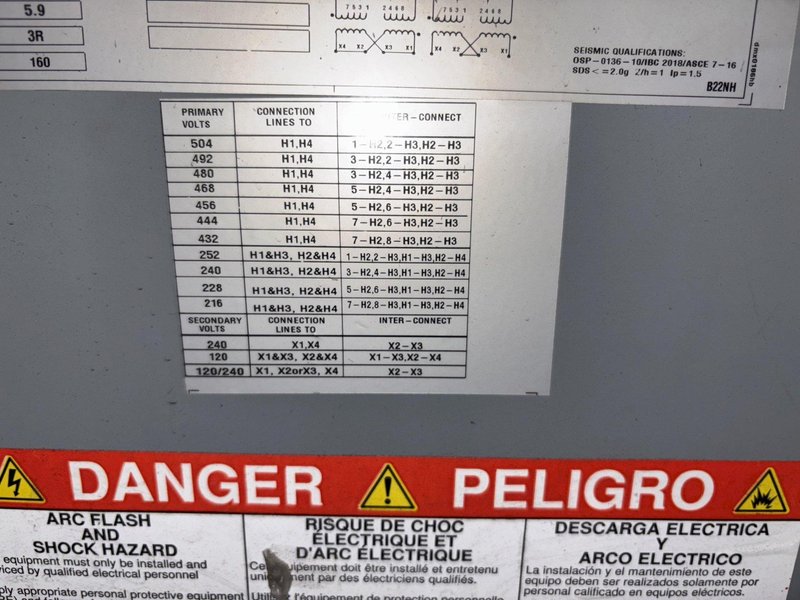 5.9
3R
160
7 5 3 1 2 4 6 8
7 5 3 1 2 4 6 8
X4 X2 X3 X1
X4 X2 X3 X1
SEISMIC QUALIFICATIONS:
OSP-0136-10/IBC 2018/ASCE 7-16
SDS<=2.0g Z/h=1 Ip=1.5
B22NH
PRIMARY VOLTS CONNECTION LINES TO INTER-CONNECT
504 H1,H4 1-H2,2-H3,H2-H3
492 H1,H4 3-H2,2-H3,H2-H3
480 H1,H4 3-H2,4-H3,H2-H3
468 H1,H4 5-H2,4-H3,H2-H3
456 H1,H4 5-H2,6-H3,H2-H3
444 H1,H4 7-H2,6-H3,H2-H3
432 H1,H4 7-H2,8-H3,H2-H3
252 H1&H3, H2&H4 1-H2,2-H3,H1-H3,H2-H4
240 H1&H3, H2&H4 3-H2,4-H3,H1-H3,H2-H4
228 H1&H3, H2&H4 5-H2,6-H3,H1-H3,H2-H4
216 H1&H3, H2&H4 7-H2,8-H3,H1-H3,H2-H4
SECONDARY VOLTS CONNECTION LINES TO INTER-CONNECT
240 X1,X4 X2-X3
120 X1&X3, X2&X4 X1-X3,X2-X4
120/240 X1, X2orX3, X4 X2-X3
DANGER PELIGRO
ARC FLASH
AND
SHOCK HAZARD
equipment must only be installed and
by qualified electrical personnel
appropriate personal protective equipment
RISQUE DE CHOC
ÉLECTRIQUE ET
D'ARC ÉLECTRIQUE
doit être installé et entretenu
par des électriciens qualifiés.
l'équipement de protection personnelle
DESCARGA ELECTRICA
Y
ARCO ELECTRICO
La instalación y el mantenimiento de este
equipo deben ser realizados solamente por
personal calificado en equipos eléctricos.